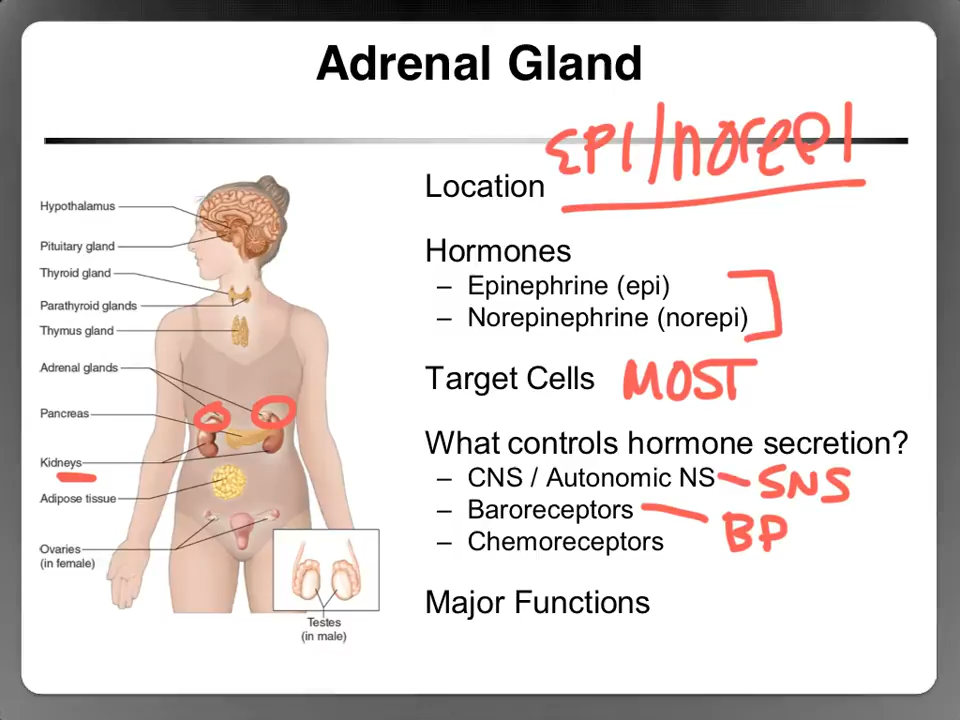 Adrenal Gland
EPI/norepi
Location
Hypothalamus
Pituitary gland
Thyroid gland
Parathyroid glands
Thymus gland
Adrenal glands
Pancreas
Kidneys
Adipose tissue
Ovaries
(in female)
Testes
(in male)
Hormones
– Epinephrine (epi)
– Norepinephrine (norepi)
Target Cells MOST
What controls hormone secretion?
– CNS / Autonomic NS – SNS
– Baroreceptors – BP
– Chemoreceptors
Major Functions